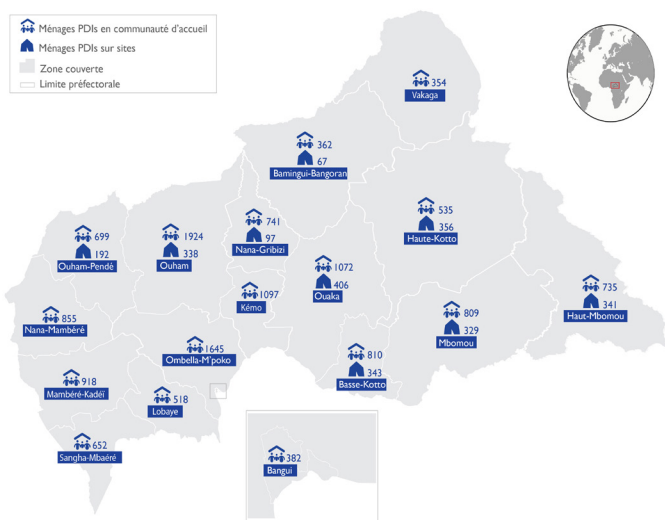 Ménages PDIs en communauté d'accueil
Ménages PDIs sur sites
Zone couverte
Limite préfectorale
354
Vakaga
362
67
Bamingui-Bangoran
535
356
Haute-Kotto
741
97
Nana-Gribizi
699
192
Ouham-Pendé
1924
338
Ouham
1072
406
Ouaka
1097
Kémo
735
341
Haut-Mbomou
855
Nana-Mambéré
809
329
Mbomou
1645
Ombella-M'poko
810
343
Basse-Kotto
918
Mambéré-Kadéï
518
Lobaye
652
Sangha-Mbaéré
382
Bangui